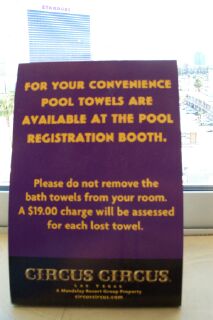 STARDUST
FOR YOUR CONVENIENCE
POOL TOWELS ARE
AVAILABLE AT THE POOL
REGISTRATION BOOTH.
Please do not remove the
bath towels from your room.
A $19.00 charge will be assessed
for each lost towel.
CIRCUS CIRCUS
LAS VEGAS
A Mandalay Resort Group Property
circuscircus.com